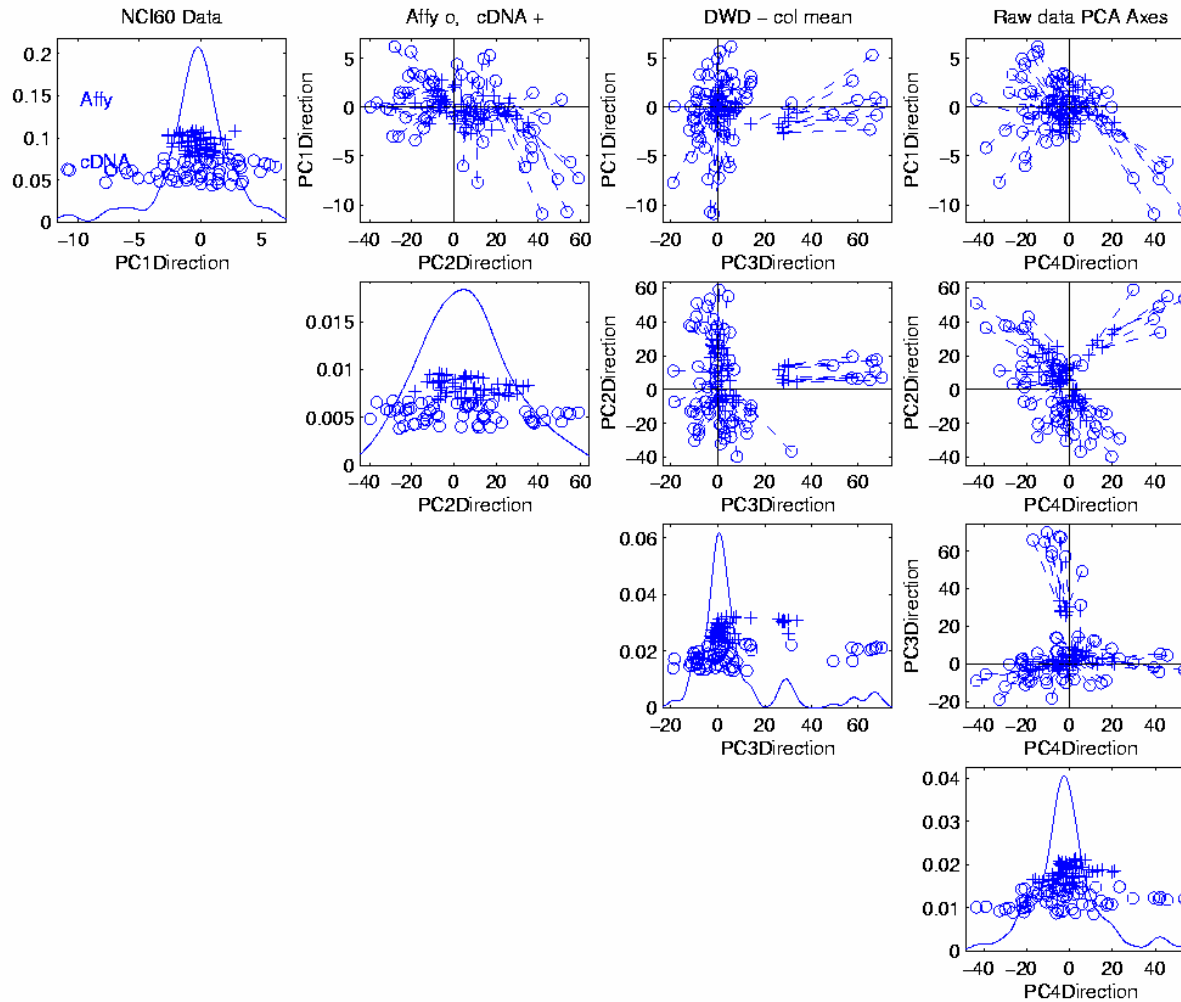 NCI60 Data
Affy o,   cDNA +
DWD − col mean
Raw data PCA Axes
0.2
0.15
0.1
0.05
0
Affy
cDNA
−10 −5 0 5
PC1Direction
5
0
−5
−10
PC1Direction
−40 −20 0 20 40 60
PC2Direction
5
0
−5
−10
PC1Direction
−20 0 20 40 60
PC3Direction
5
0
−5
−10
PC1Direction
−40 −20 0 20 40
PC4Direction
0.015
0.01
0.005
0
−40 −20 0 20 40 60
PC2Direction
60
40
20
0
−20
−40
PC2Direction
−20 0 20 40 60
PC3Direction
60
40
20
0
−20
−40
PC2Direction
−40 −20 0 20 40
PC4Direction
0.06
0.04
0.02
0
−20 0 20 40 60
PC3Direction
60
40
20
0
−20
PC3Direction
−40 −20 0 20 40
PC4Direction
0.04
0.03
0.02
0.01
0
−40 −20 0 20 40
PC4Direction